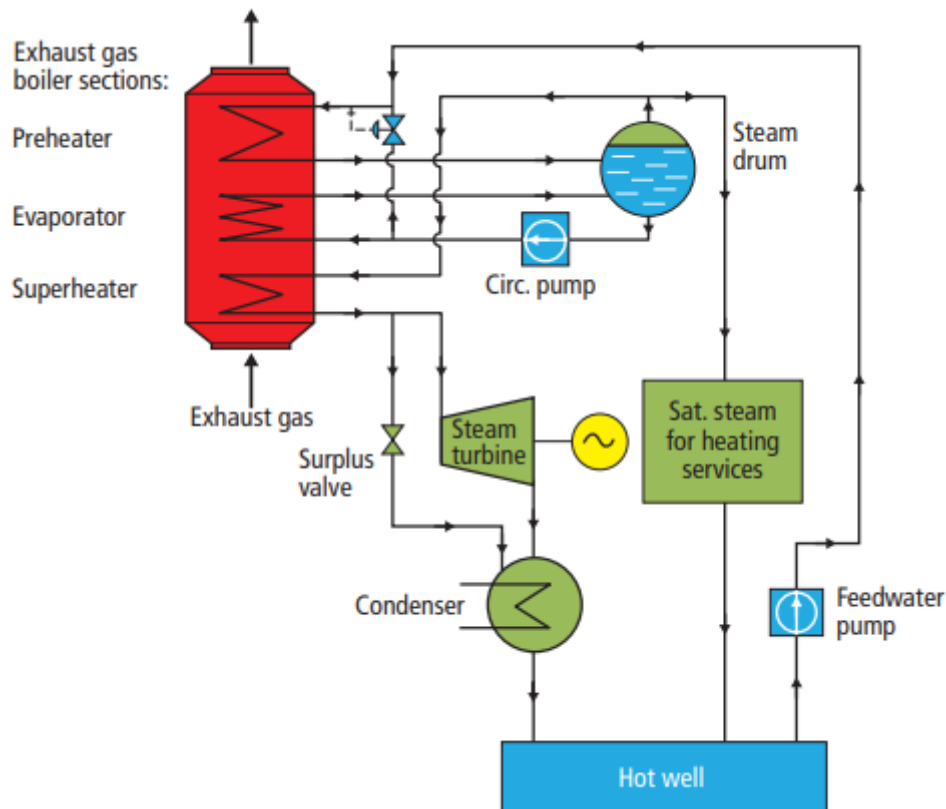 Exhaust gas
boiler sections:
Preheater
Evaporator
Superheater
Exhaust gas
Steam
drum
Circ. pump
Surplus
valve
Steam
turbine
Sat. steam
for heating
services
Condenser
Feedwater
pump
Hot well